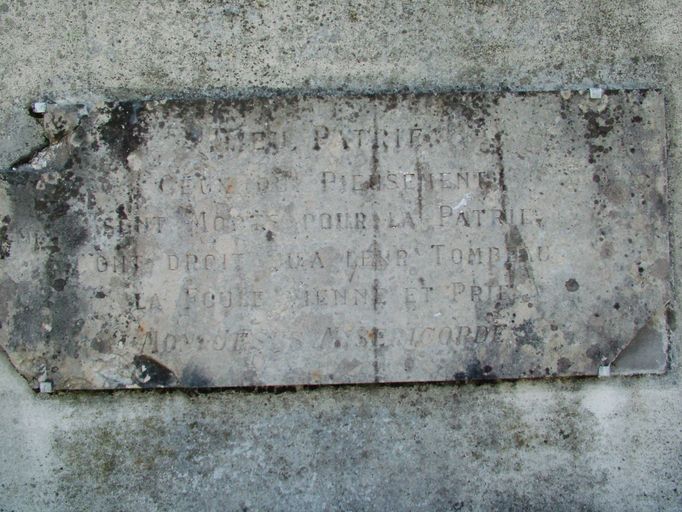 DIEU PATRIE
CEUX QUI PIEUSEMENT
SONT MORTS POUR LA PATRIE
ONT DROIT QU'A LEUR TOMBEAU
LA FOULE VIENNE ET PRIE
MON JESUS MISERICORDE